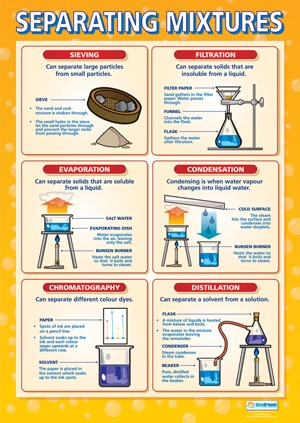 SEPARATING MIXTURES
SIEVING
Can separate large particles
from small particles.
SIEVE
• The sand and rock
mixture is shaken through.
• The small holes in the sieve
let the sand particles through
and prevent the larger rocks
from passing through.
FILTRATION
Can separate solids that are
insoluble from a liquid.
FILTER PAPER
Sand gathers in the filter
paper. Water passes
through.
FUNNEL
Channels the water
into the flask.
FLASK
Gathers the water
after filtration.
EVAPORATION
Can separate solids that are soluble
from a liquid.
SALT WATER
EVAPORATING DISH
Water evaporates
into the air, leaving
only the salt.
BUNSEN BURNER
Heats the salt water
so that it boils and
turns to steam.
CONDENSATION
Condensing is when water vapour
changes into liquid water.
COLD SURFACE
The steam
hits the surface and
condenses into
water droplets.
BUNSEN BURNER
Heats the water so
that it boils and
turns to steam.
CHROMATOGRAPHY
Can separate different colour dyes.
PAPER
• Spots of ink are placed
on a pencil line.
• Solvent soaks up to the
ink and each colour
seeps upwards at a
different rate.
SOLVENT
The paper is placed
in the solvent which
soaks up the ink spots.
DISTILLATION
Can separate a solvent from a solution.
FLASK
• A mixture of liquids is heated
from below and boils.
• The water in the mixture
evaporates leaving the
remainder.
CONDENSER
Steam condenses
in the tube.
BEAKER
Pure, distilled
water collects in
the beaker.
daydream